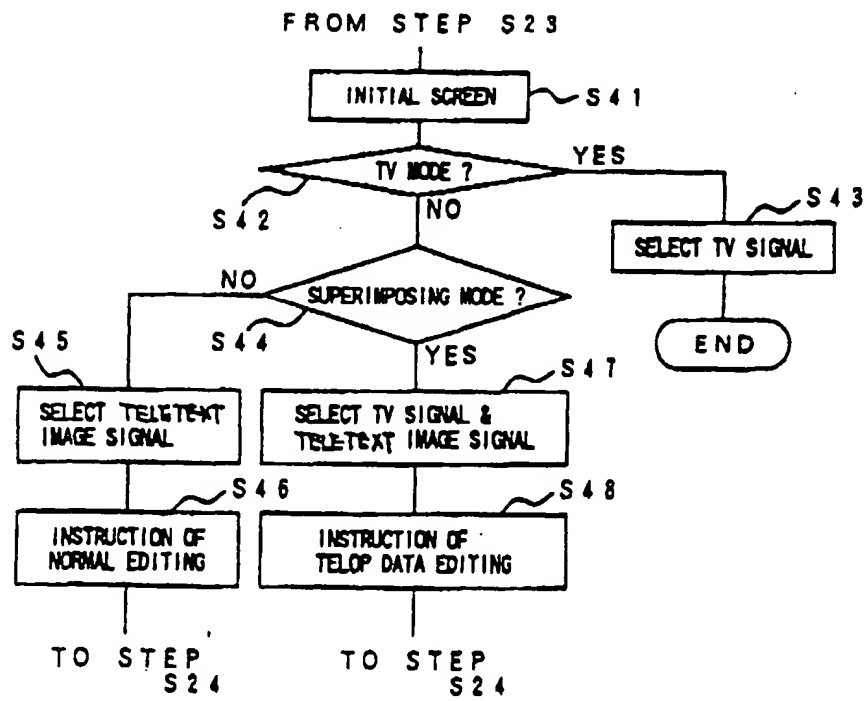 FROM STEP S23
INITIAL SCREEN
S41
TV MODE ?
YES
S42
NO
S43
SELECT TV SIGNAL
END
SUPERIMPOSING MODE ?
NO
S44
YES
S45
SELECT TELETEXT
IMAGE SIGNAL
S47
SELECT TV SIGNAL &
TELETEXT IMAGE SIGNAL
S46
INSTRUCTION OF
NORMAL EDITING
S48
INSTRUCTION OF
TELOP DATA EDITING
TO STEP
S24
TO STEP
S24